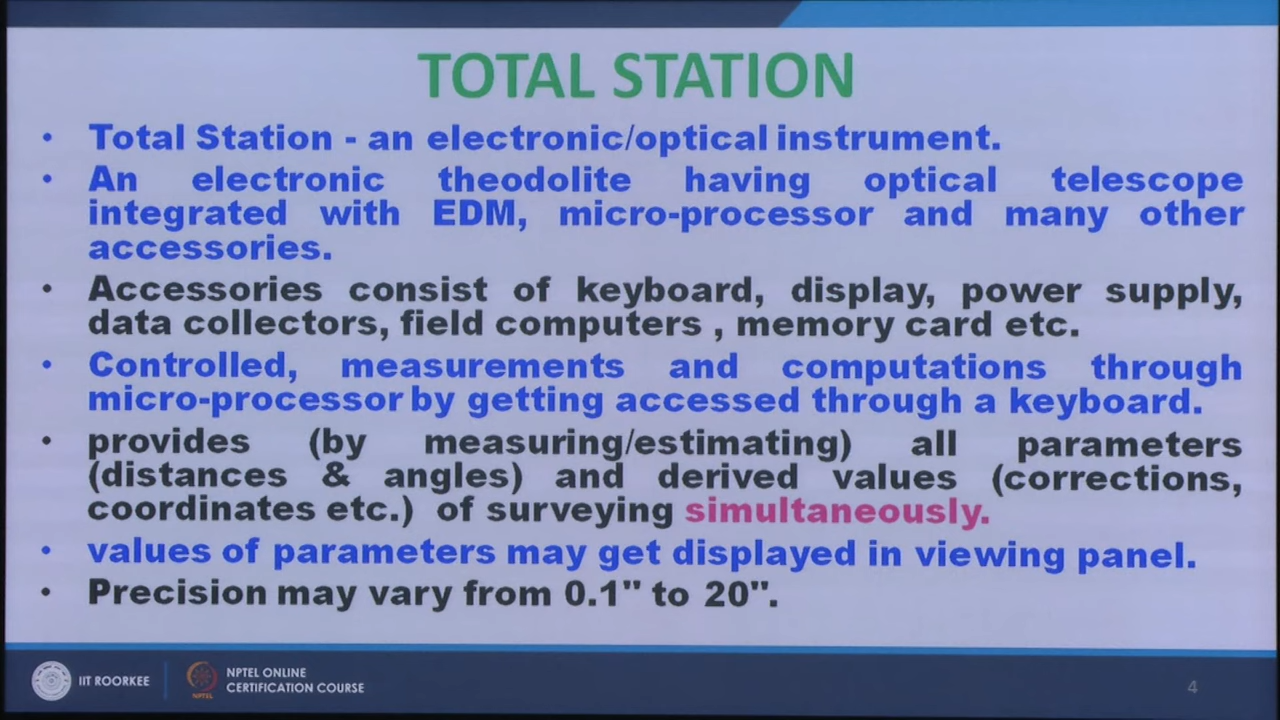 TOTAL STATION
• Total Station - an electronic/optical instrument.
• An electronic theodolite having optical telescope
integrated with EDM, micro-processor and many other
accessories.
• Accessories consist of keyboard, display, power supply,
data collectors, field computers , memory card etc.
• Controlled, measurements and computations through
micro-processor by getting accessed through a keyboard.
• provides (by measuring/estimating) all parameters
(distances & angles) and derived values (corrections,
coordinates etc.) of surveying simultaneously.
• values of parameters may get displayed in viewing panel.
• Precision may vary from 0.1" to 20".
IIT ROORKEE
NPTEL
NPTEL ONLINE
CERTIFICATION COURSE
4